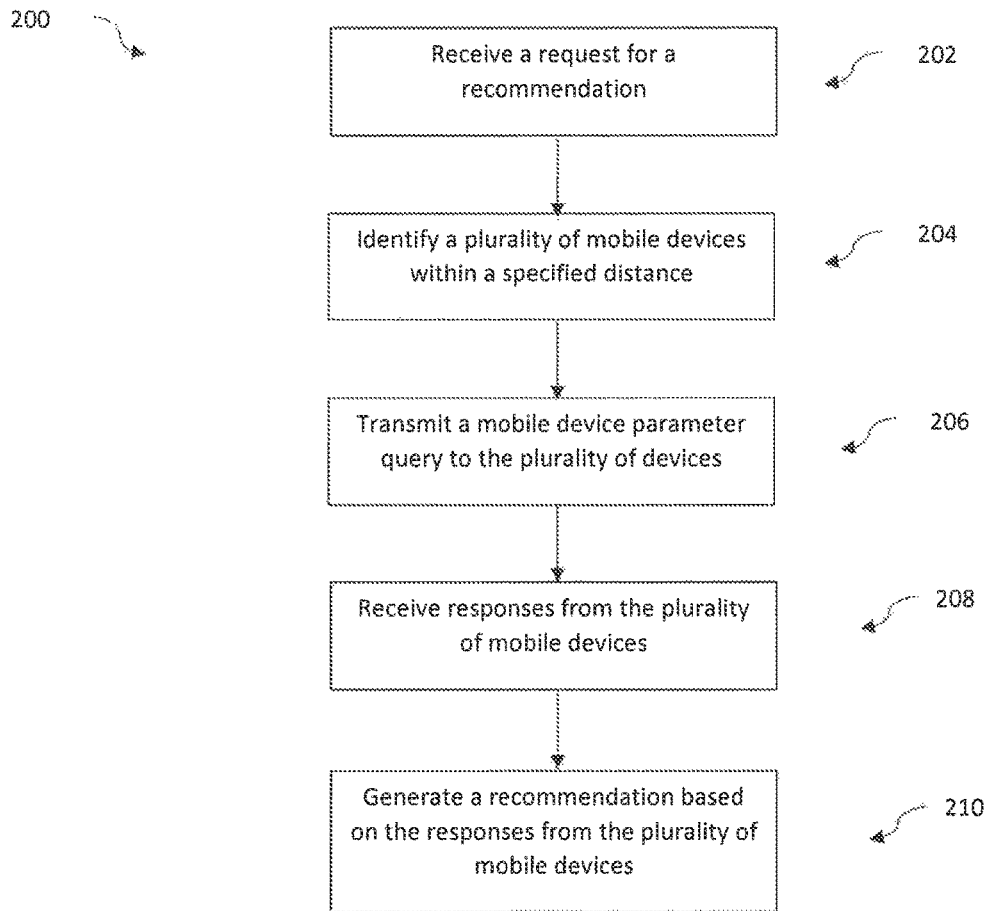 200
Receive a request for a
recommendation
202
Identify a plurality of mobile devices
within a specified distance
204
Transmit a mobile device parameter
query to the plurality of devices
206
Receive responses from the plurality
of mobile devices
208
Generate a recommendation based
on the responses from the plurality of
mobile devices
210